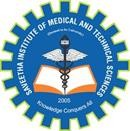 SAVEETHA INSTITUTE OF MEDICAL AND TECHNICAL SCIENCES
2005
Knowledge Conquers All